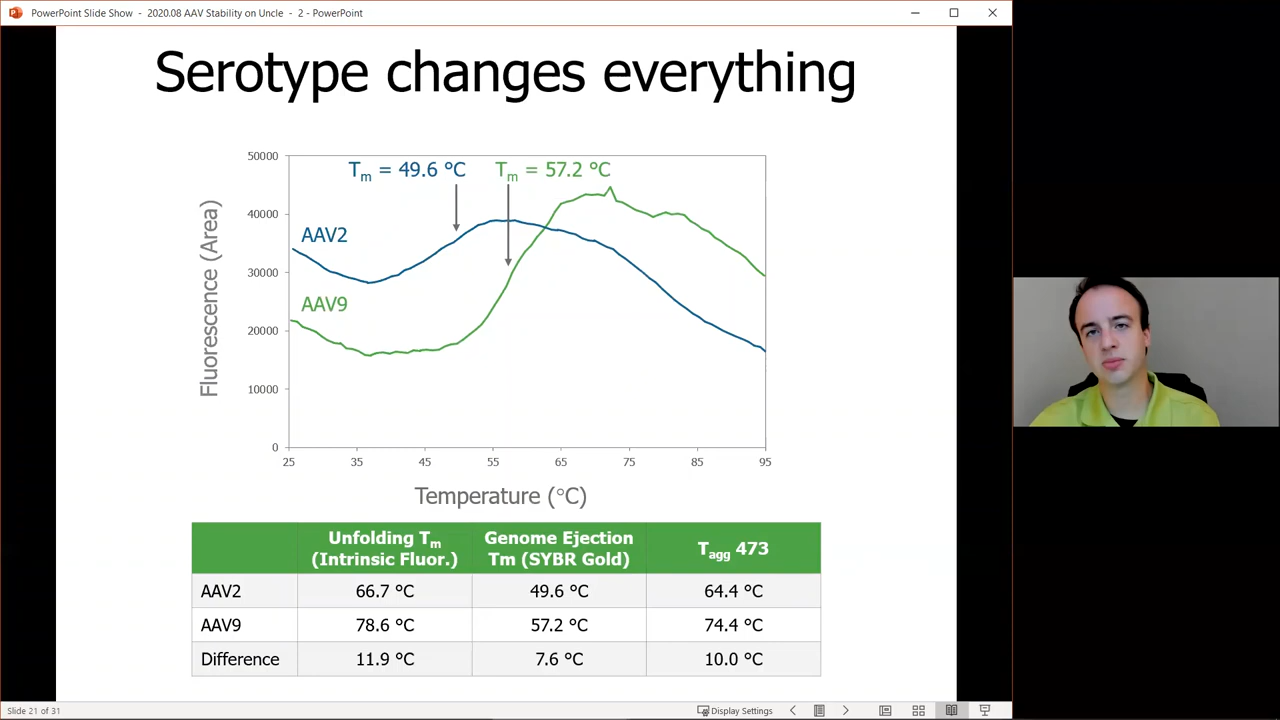 PowerPoint Slide Show - 2020.08 AAV Stability on Uncle - 2 - PowerPoint
Serotype changes everything
Tm = 49.6 °C
Tm = 57.2 °C
AAV2
AAV9
Fluorescence (Area)
50000
40000
30000
20000
10000
0
25 35 45 55 65 75 85 95
Temperature (°C)
Unfolding Tm (Intrinsic Fluor.) Genome Ejection Tm (SYBR Gold) Tagg 473
AAV2 66.7 °C 49.6 °C 64.4 °C
AAV9 78.6 °C 57.2 °C 74.4 °C
Difference 11.9 °C 7.6 °C 10.0 °C
Slide 21 of 31
Display Settings